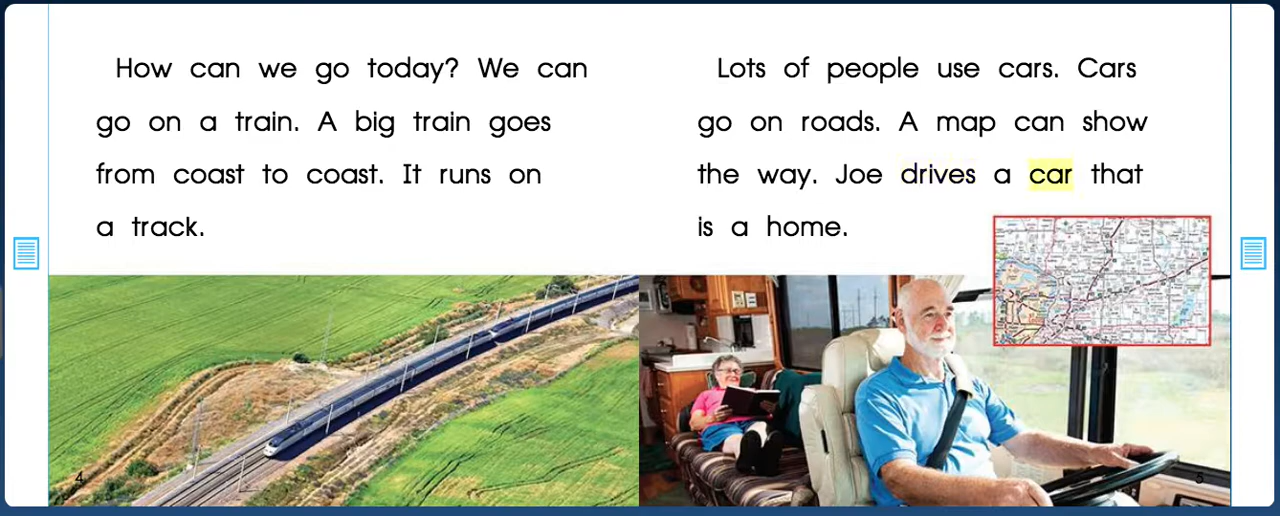 How can we go today? We can
go on a train. A big train goes
from coast to coast. It runs on
a track.
Lots of people use cars. Cars
go on roads. A map can show
the way. Joe drives a car that
is a home.
4